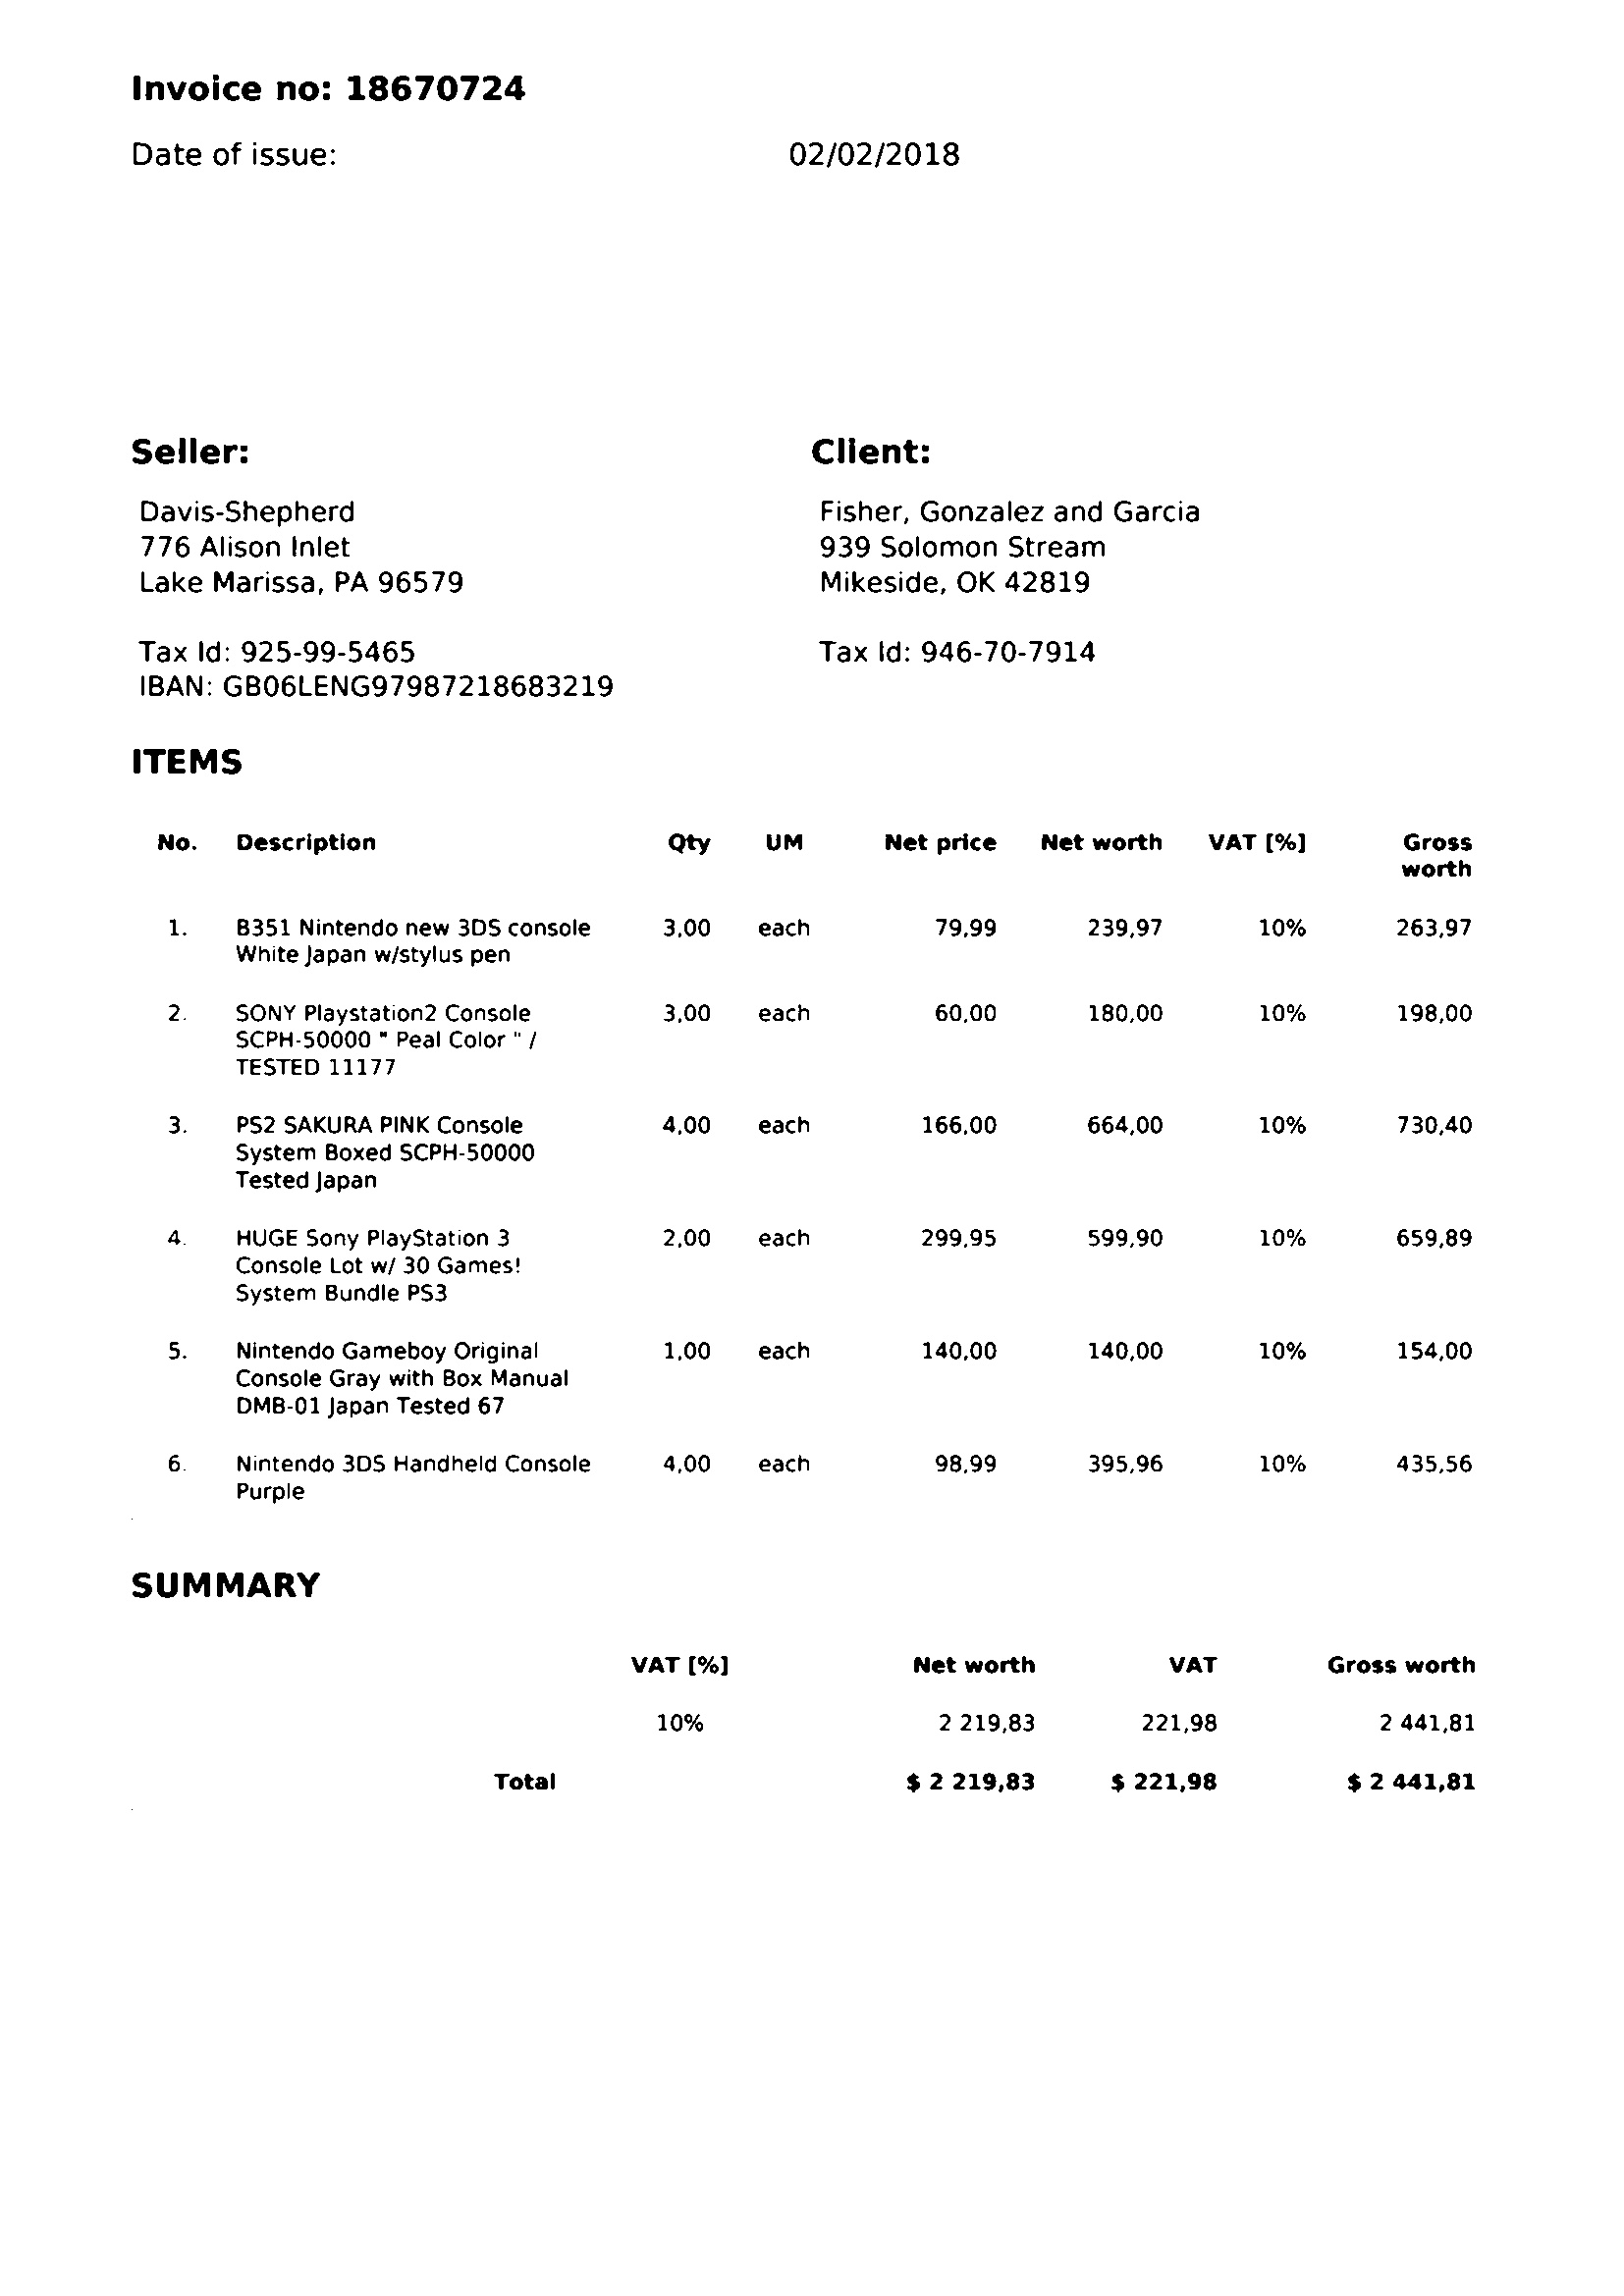 Invoice no: 18670724
Date of issue: 02/02/2018
Seller: Client:
Davis-Shepherd Fisher, Gonzalez and Garcia
776 Alison Inlet 939 Solomon Stream
Lake Marissa, PA 96579 Mikeside, OK 42819
Tax Id: 925-99-5465 Tax Id: 946-70-7914
IBAN: GB06LENG97987218683219
ITEMS
No. Description Qty UM Net price Net worth VAT [%] Gross
worth
1. B351 Nintendo new 3DS console 3,00 each 79,99 239,97 10% 263,97
White Japan w/stylus pen
2. SONY Playstation2 Console 3,00 each 60,00 180,00 10% 198,00
SCPH-50000 " Peal Color " /
TESTED 11177
3. PS2 SAKURA PINK Console 4,00 each 166,00 664,00 10% 730,40
System Boxed SCPH-50000
Tested Japan
4. HUGE Sony PlayStation 3 2,00 each 299,95 599,90 10% 659,89
Console Lot w/ 30 Games!
System Bundle PS3
5. Nintendo Gameboy Original 1,00 each 140,00 140,00 10% 154,00
Console Gray with Box Manual
DMB-01 Japan Tested 67
6. Nintendo 3DS Handheld Console 4,00 each 98,99 395,96 10% 435,56
Purple
SUMMARY
VAT [%] Net worth VAT Gross worth
10% 2 219,83 221,98 2 441,81
Total $ 2 219,83 $ 221,98 $ 2 441,81